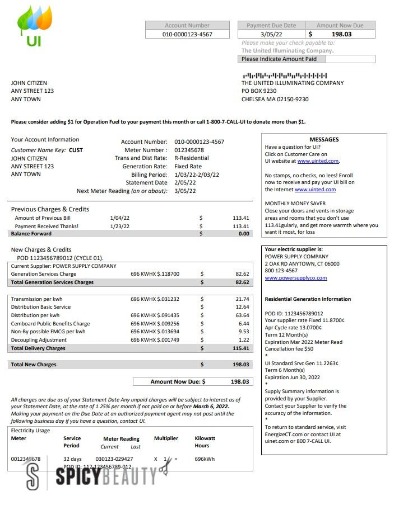 UI
Account Number
010-0000123-4567
Payment Due Date
Amount Now Due
3/05/22
$ 198.03
Please make your check payable to:
The United Illuminating Company.
Please Indicate Amount Paid
JOHN CITIZEN
ANY STREET 123
ANY TOWN
THE UNITED ILLUMINATING COMPANY
PO BOX 9230
CHELSEA MA 02150-9230
Please consider adding $1 for Operation Fuel to your payment this month or call 1-800-7-CALL-UI to donate more than $1.
Your Account Information
Customer Name Key: CUST
JOHN CITIZEN
ANY STREET 123
ANY TOWN
Account Number: 010-0000123-4567
Meter Number : 012345678
Trans and Dist Rate: R-Residential
Generation Rate: Fixed Rate
Billing Period: 1/03/22-2/03/22
Statement Date 2/05/22
Next Meter Reading (on or about): 3/05/22
Previous Charges & Credits
Amount of Previous Bill 1/04/22 $ 113.41
Payment Received Thanks! 1/23/22 $ 113.41
Balance Forward $ 0.00
New Charges & Credits
POD 1123456789012 (CYCLE 01).
Current Supplier: POWER SUPPLY COMPANY
Generation Services Charge 696 KWHX $.118700 $ 82.62
Total Generation Services Charges $ 82.62
Transmission per kwh 696 KWHX $.031232 $ 21.74
Distribution Basic Service $ 12.64
Distribution per kwh 696 KWHX $.091435 $ 63.64
Combound Public Benefits Charge 696 KWHX $.009256 $ 6.44
Non-By passible FMCC per kwh 696 KWHX $.013694 $ 9.53
Decoupling Adjustment 696 KWHX $.001749 $ 1.22
Total Delivery Charges $ 115.41
Total New Charges $ 198.03
Amount Now Due: $ 198.03
All charges are due as of your Statement Date Any unpaid charges will be subject to Interest as of
your Statement Date, at the rate of 1.25% per month if not paid on or before March 6, 2022.
Making your payment on the Due Date at an authorized payment agent may not post until the
following business day if you have a question, contact UI.
Electricity Usage
Meter Service Period Meter Reading Current Last Multiplier Kilowatt Hours
0012345678 32 days 030123-029427 X 696kWh
MESSAGES
Have a question for UI?
Click on Customer Care on
UI website at www.uinet.com.
No stamps, no checks, no lees! Enroll
now to receive and pay your UI bill on
the Internet www.uinted.com
MONTHLY MONEY SAVER
Close your doors and vents in storage
areas and rooms that you don't use
113.41gularly, and get more warmth where you
want it most, for loss
Your electric supplier is:
POWER SUPPLY COMPANY
2 OAK RD ANYTOWN, CT 06000
800 123 4567
www.powersupplyco.com
Residential Generation Information
POD ID: 1123456789012
Your supplier rate Fixed 11.8700¢
Apr Cycle rate 13.0700¢
Term 12 Month(s)
Expiration Mar 2022 Meter Read
Cancellation fee $50
*
UI Standard Srvc Gen 11.2263¢
Term 6 Month(s)
Expiration Jun 30, 2022
*
Supply Summary Information is
provided by your Supplier.
Contact your Supplier to verify the
accuracy of the information.
*
To return to standard service, visit
EnergizeCT.com or contact UI at
uinet.com or 800 7-CALL UI.
SPICYBEAUTY